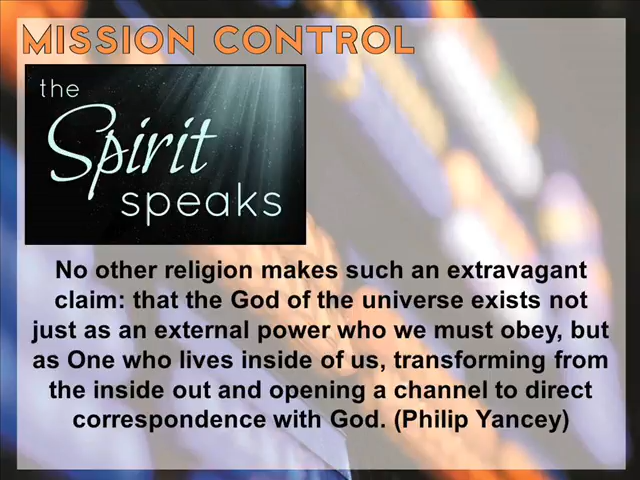 MISSION CONTROL
the
Spirit
speaks
No other religion makes such an extravagant
claim: that the God of the universe exists not
just as an external power who we must obey, but
as One who lives inside of us, transforming from
the inside out and opening a channel to direct
correspondence with God. (Philip Yancey)